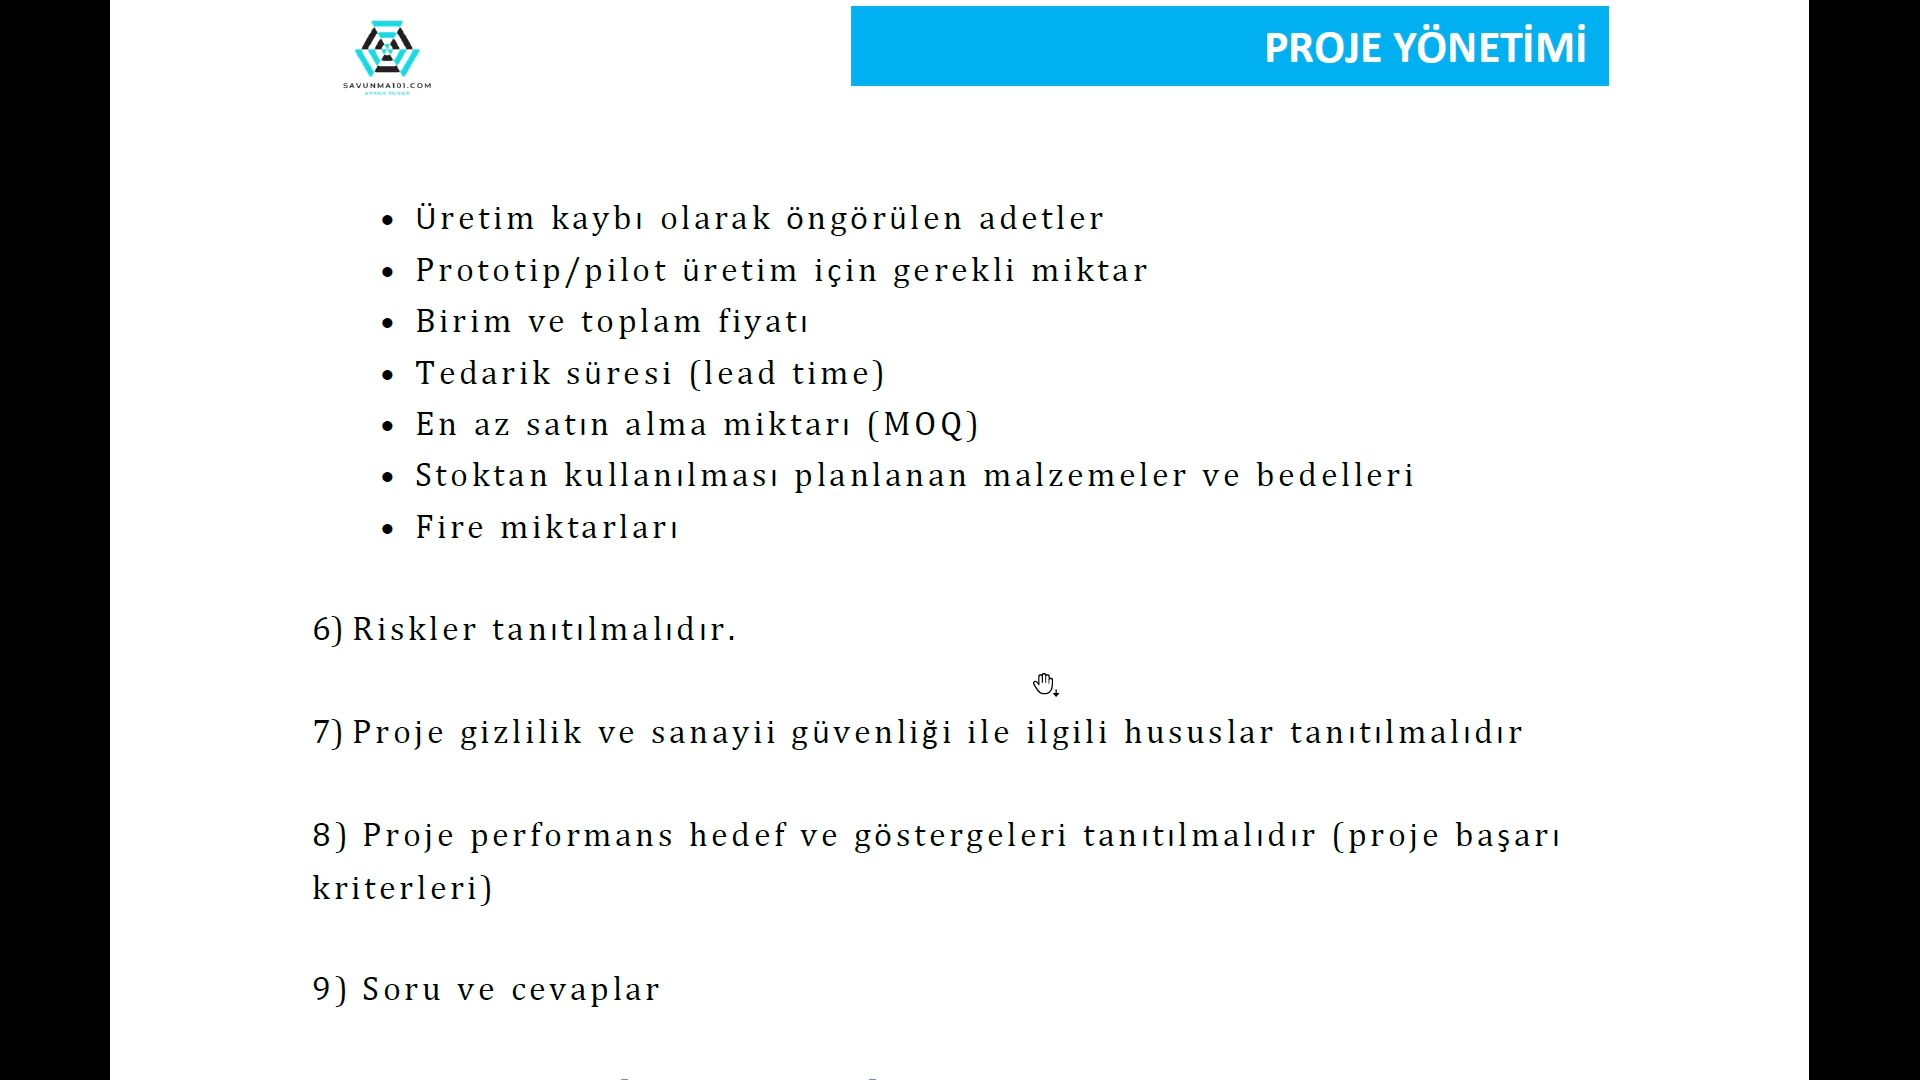 SAVUNMA101.COM
PROJE YÖNETİMİ
• Üretim kaybı olarak öngörülen adetler
• Prototip/pilot üretim için gerekli miktar
• Birim ve toplam fiyatı
• Tedarik süresi (lead time)
• En az satın alma miktarı (MOQ)
• Stoktan kullanılması planlanan malzemeler ve bedelleri
• Fire miktarları
6) Riskler tanıtılmalıdır.
7) Proje gizlilik ve sanayii güvenliği ile ilgili hususlar tanıtılmalıdır
8) Proje performans hedef ve göstergeleri tanıtılmalıdır (proje başarı
kriterleri)
9) Soru ve cevaplar